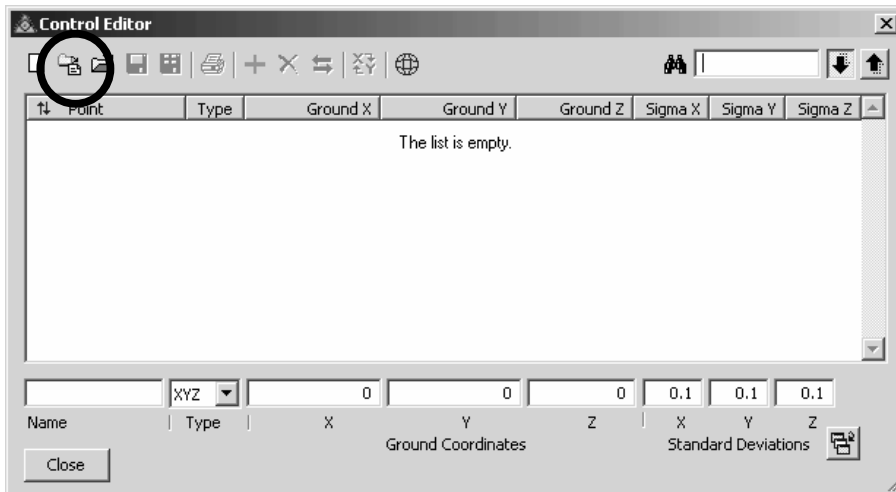 Control Editor
Point Type Ground X Ground Y Ground Z Sigma X Sigma Y Sigma Z
The list is empty.
XYZ 0 0 0 0.1 0.1 0.1
Name Type X Y Z X Y Z
Ground Coordinates Standard Deviations
Close